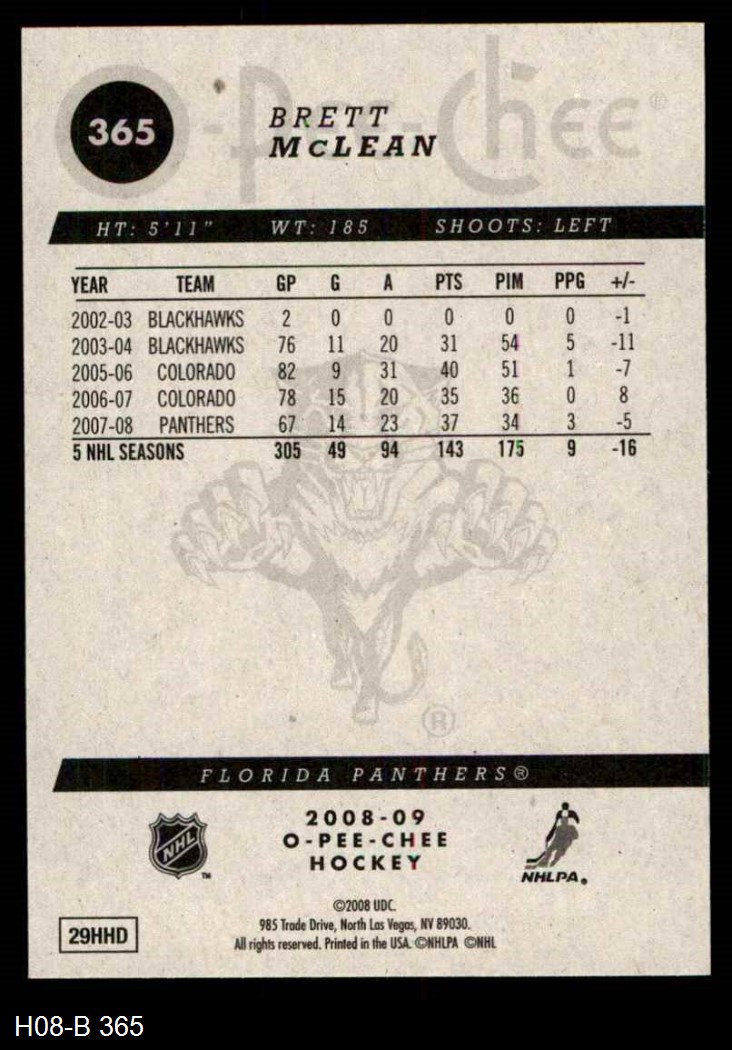 O-Pee-Chee®
365
BRETT
McLEAN
HT: 5'11" WT: 185 SHOOTS: LEFT
YEAR TEAM GP G A PTS PIM PPG +/-
2002-03 BLACKHAWKS 2 0 0 0 0 0 -1
2003-04 BLACKHAWKS 76 11 20 31 54 5 -11
2005-06 COLORADO 82 9 31 40 51 1 -7
2006-07 COLORADO 78 15 20 35 36 0 8
2007-08 PANTHERS 67 14 23 37 34 3 -5
5 NHL SEASONS 305 49 94 143 175 9 -16
®
FLORIDA PANTHERS®
NHL
™
2008-09
O-PEE-CHEE
HOCKEY
NHLPA®
©2008 UDC.
985 Trade Drive, North Las Vegas, NV 89030.
All rights reserved. Printed in the USA. ©NHLPA ©NHL
29HHD
H08-B 365